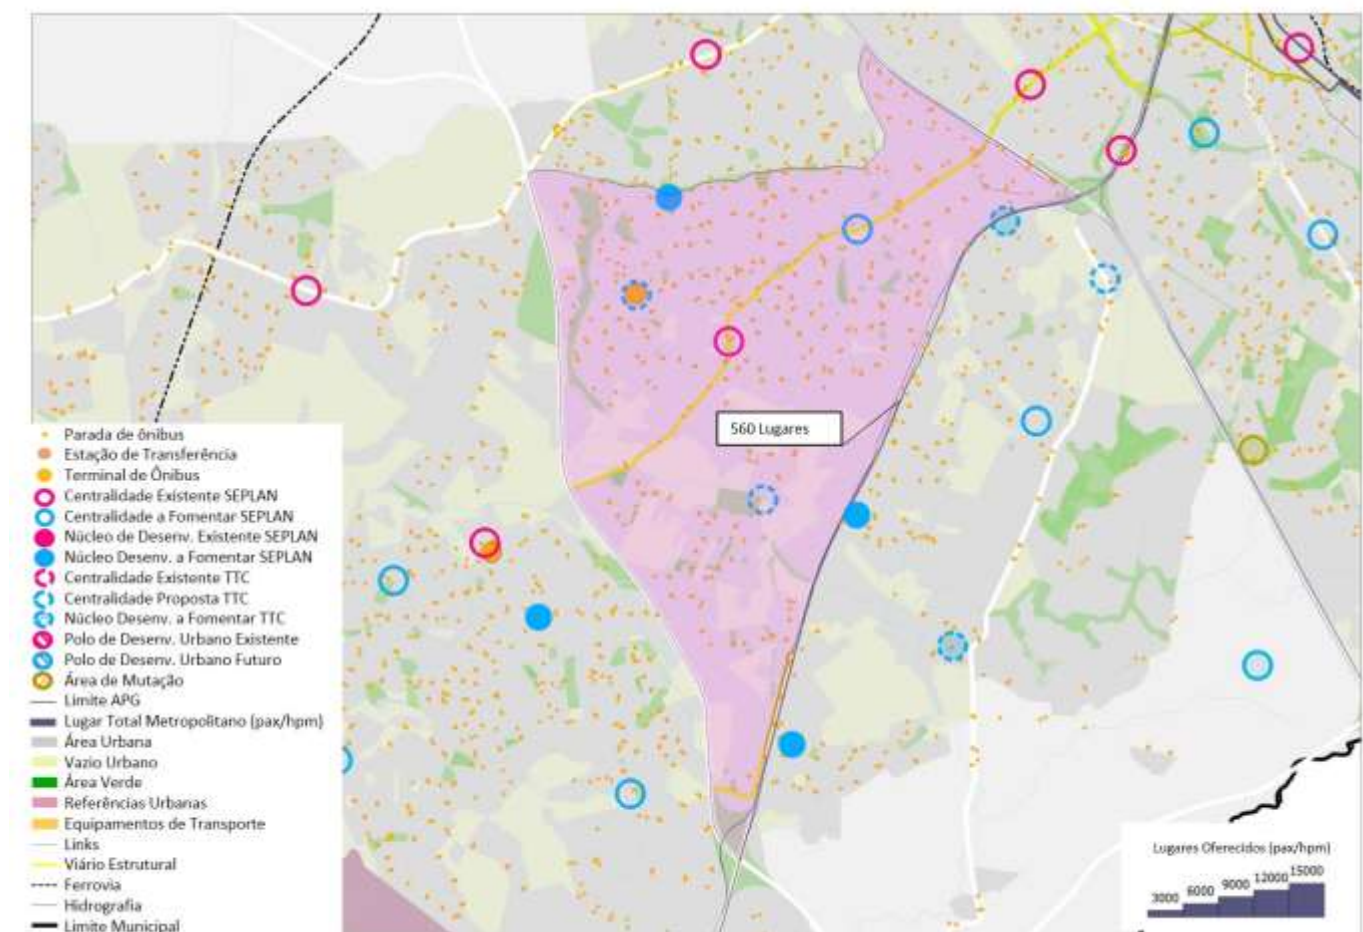 560 Lugares
Parada de ônibus
Estação de Transferência
Terminal de Ônibus
Centralidade Existente SEPLAN
Centralidade a Fomentar SEPLAN
Núcleo de Desenv. Existente SEPLAN
Núcleo Desenv. a Fomentar SEPLAN
Centralidade Existente TTC
Centralidade Proposta TTC
Núcleo Desenv. a Fomentar TTC
Polo de Desenv. Urbano Existente
Polo de Desenv. Urbano Futuro
Área de Mutação
Limite APG
Lugar Total Metropolitano (pax/hpm)
Área Urbana
Vazio Urbano
Área Verde
Referências Urbanas
Equipamentos de Transporte
Links
Viário Estrutural
Ferrovia
Hidrografia
Limite Municipal
Lugares Oferecidos (pax/hpm)
3000 6000 9000 12000 15000